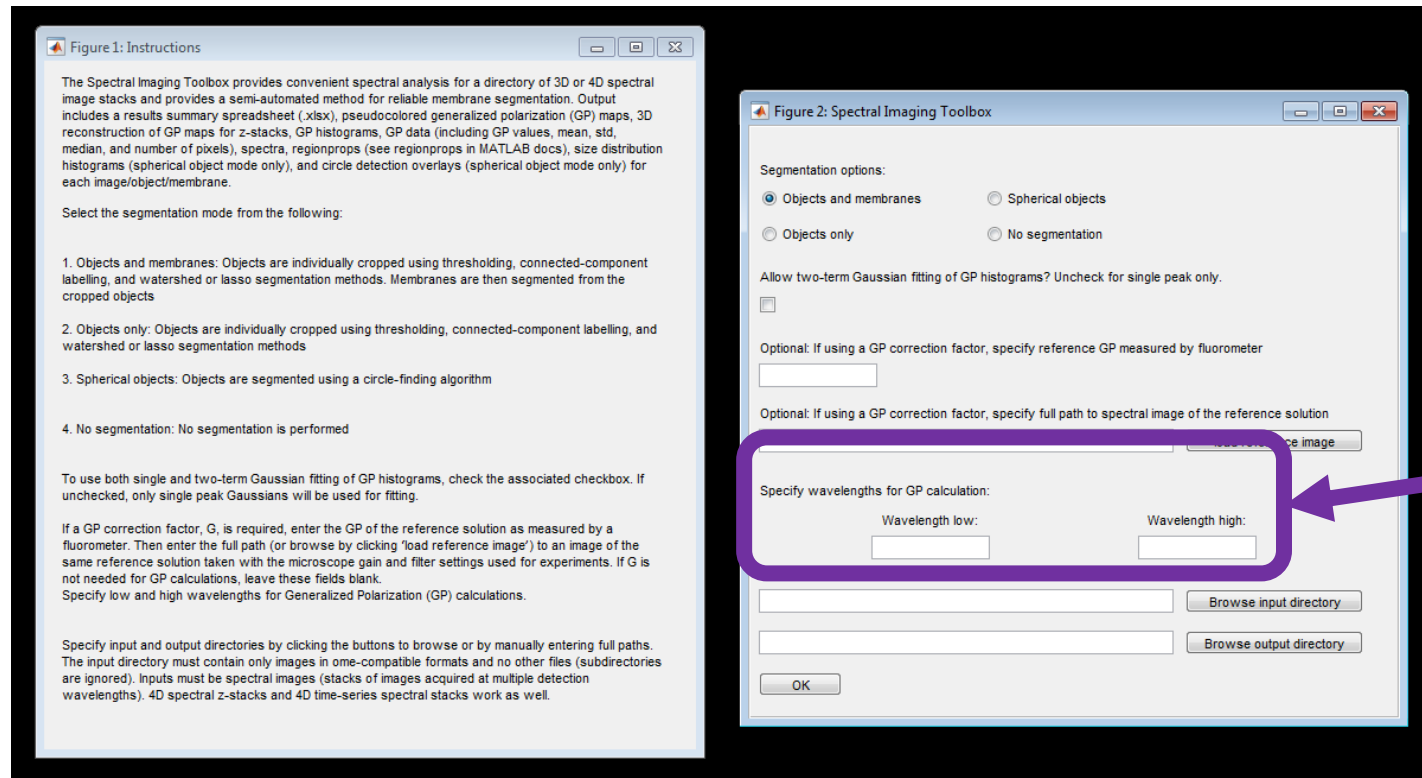 Figure 1: Instructions
The Spectral Imaging Toolbox provides convenient spectral analysis for a directory of 3D or 4D spectral
image stacks and provides a semi-automated method for reliable membrane segmentation. Output
includes a results summary spreadsheet (.xlsx), pseudocolored generalized polarization (GP) maps, 3D
reconstruction of GP maps for z-stacks, GP histograms, GP data (including GP values, mean, std,
median, and number of pixels), spectra, regionprops (see regionprops in MATLAB docs), size distribution
histograms (spherical object mode only), and circle detection overlays (spherical object mode only) for
each image/object/membrane.
Select the segmentation mode from the following:
1. Objects and membranes: Objects are individually cropped using thresholding, connected-component
labelling, and watershed or lasso segmentation methods. Membranes are then segmented from the
cropped objects
2. Objects only: Objects are individually cropped using thresholding, connected-component labelling, and
watershed or lasso segmentation methods
3. Spherical objects: Objects are segmented using a circle-finding algorithm
4. No segmentation: No segmentation is performed
To use both single and two-term Gaussian fitting of GP histograms, check the associated checkbox. If
unchecked, only single peak Gaussians will be used for fitting.
If a GP correction factor, G, is required, enter the GP of the reference solution as measured by a
fluorometer. Then enter the full path (or browse by clicking 'load reference image') to an image of the
same reference solution taken with the microscope gain and filter settings used for experiments. If G is
not needed for GP calculations, leave these fields blank.
Specify low and high wavelengths for Generalized Polarization (GP) calculations.
Specify input and output directories by clicking the buttons to browse or by manually entering full paths.
The input directory must contain only images in ome-compatible formats and no other files (subdirectories
are ignored). Inputs must be spectral images (stacks of images acquired at multiple detection
wavelengths). 4D spectral z-stacks and 4D time-series spectral stacks work as well.
Figure 2: Spectral Imaging Toolbox
Segmentation options:
Objects and membranes Spherical objects
Objects only No segmentation
Allow two-term Gaussian fitting of GP histograms? Uncheck for single peak only.
Optional: If using a GP correction factor, specify reference GP measured by fluorometer
Optional: If using a GP correction factor, specify full path to spectral image of the reference solution
image
Specify wavelengths for GP calculation:
Wavelength low: Wavelength high:
Browse input directory
Browse output directory
OK